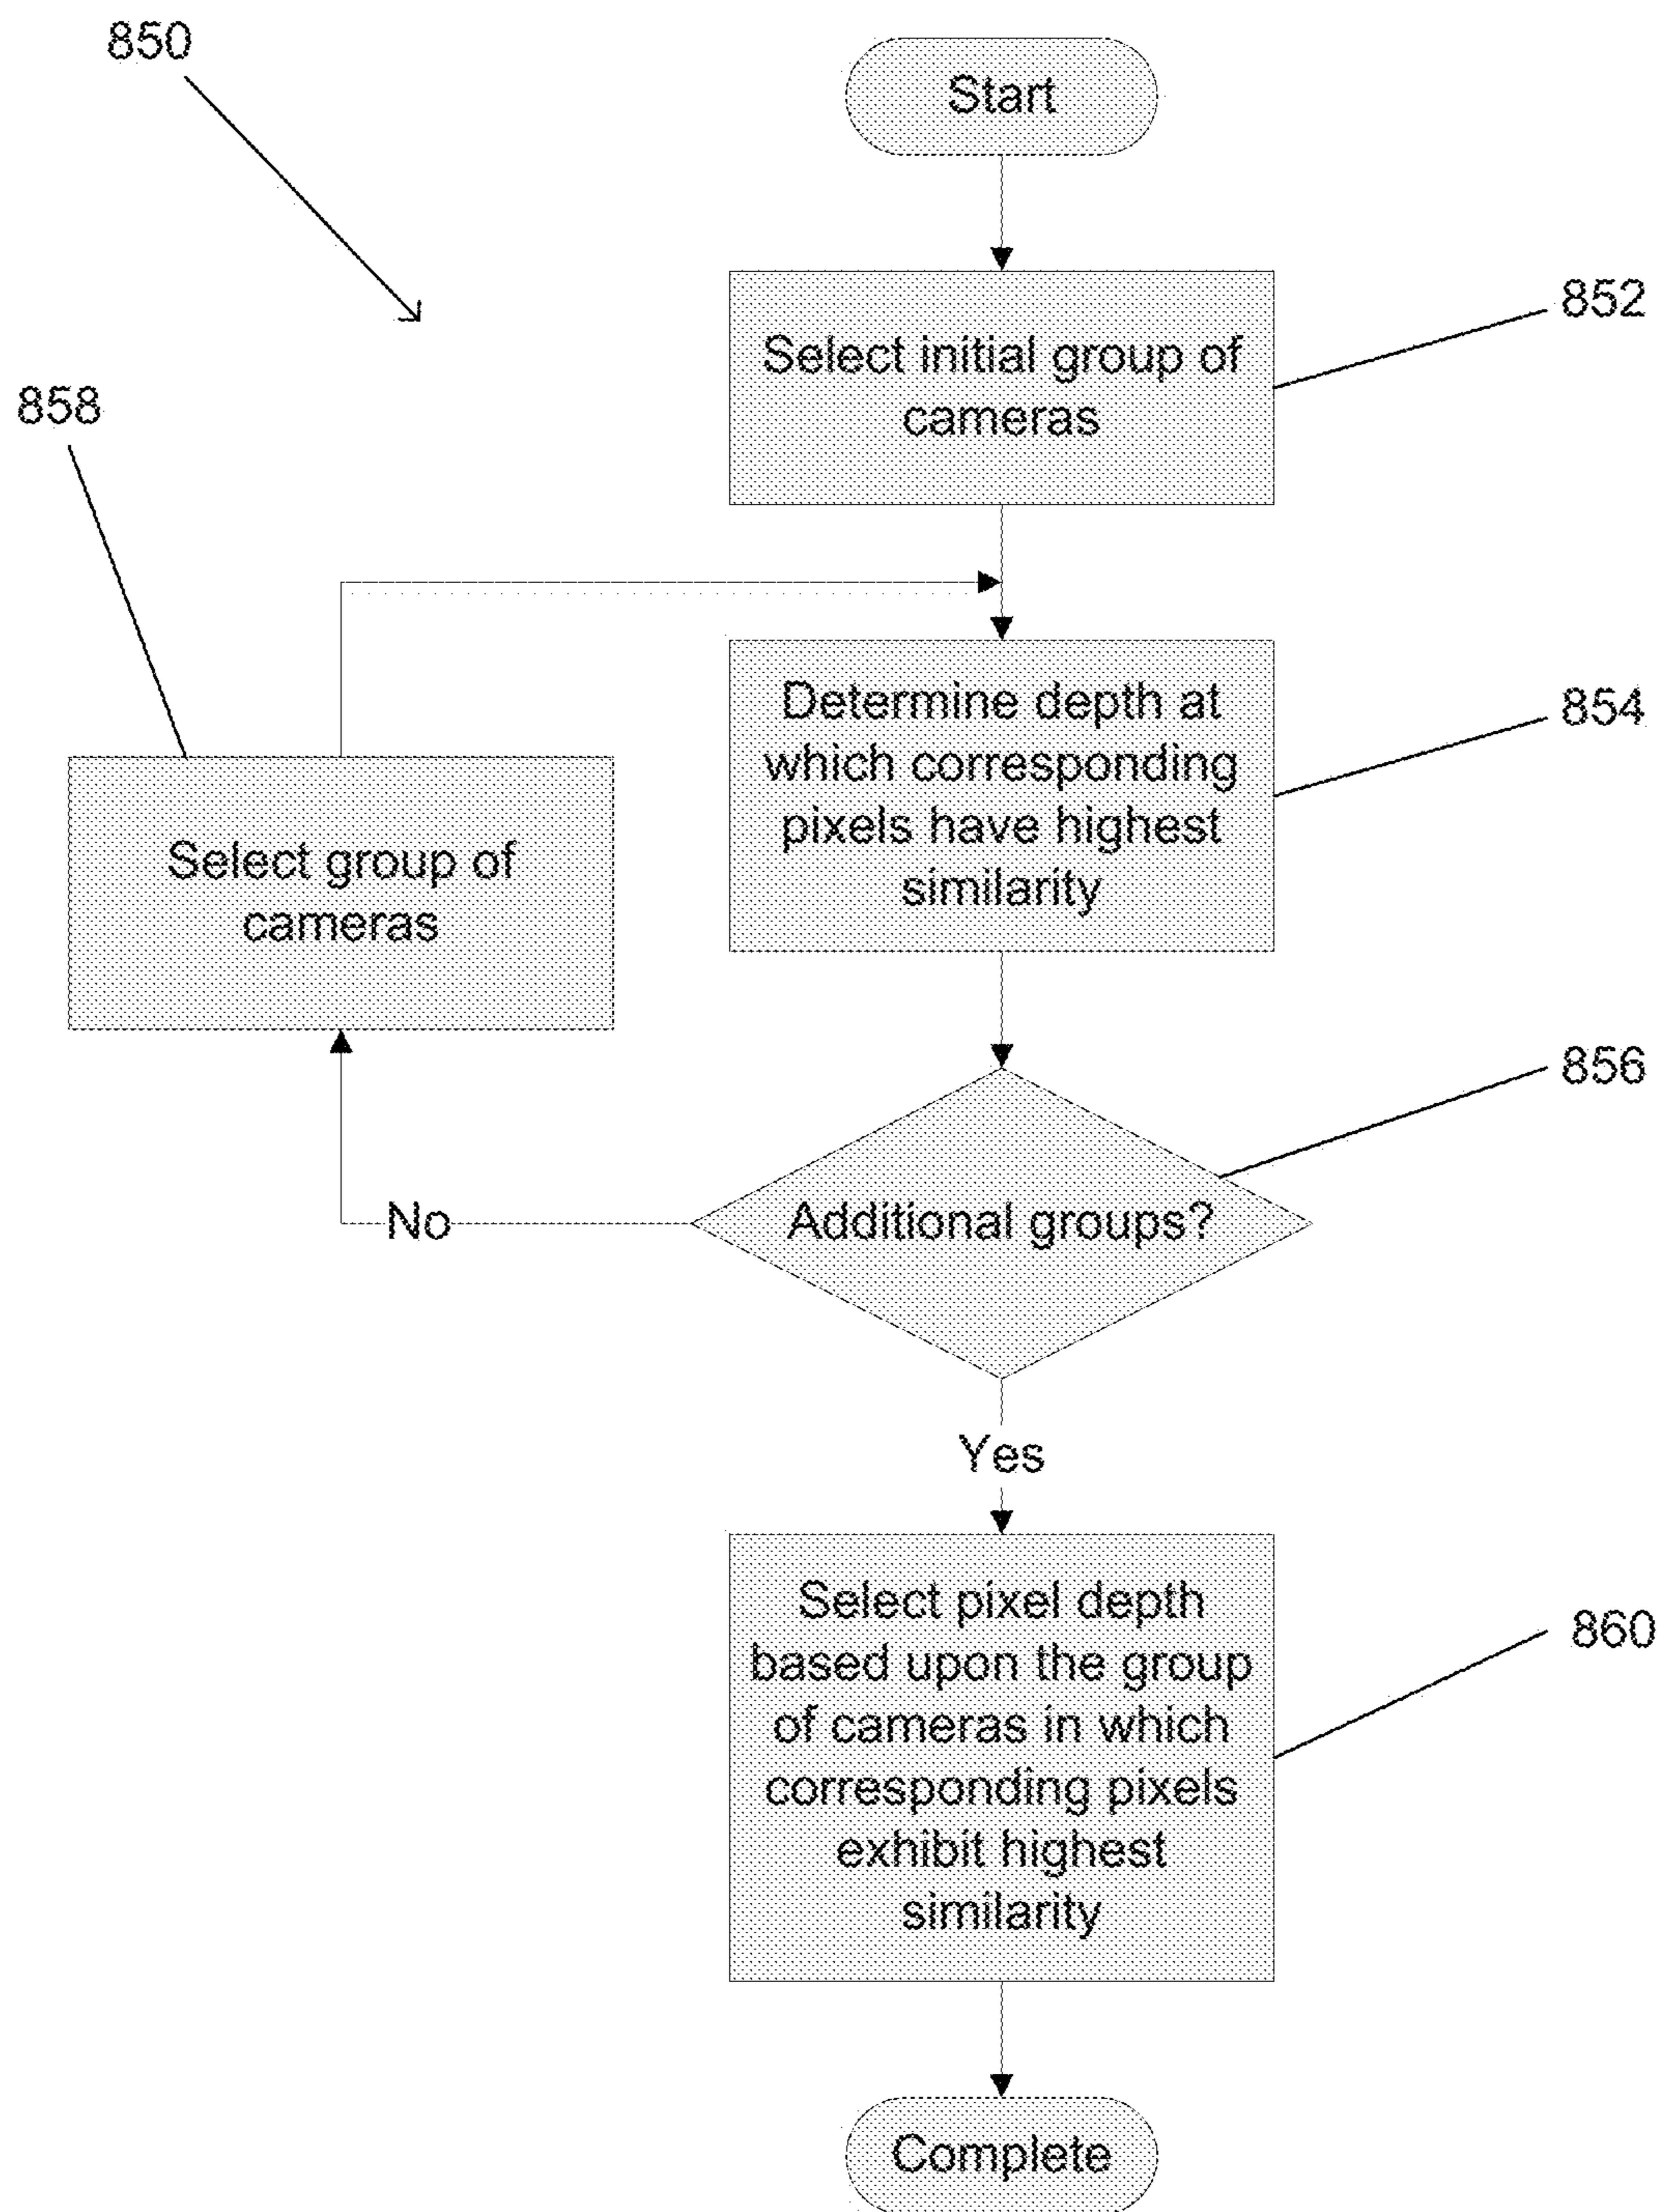 850
Start
852
Select initial group of
cameras
858
854
Determine depth at
which corresponding
pixels have highest
similarity
Select group of
cameras
856
Additional groups?
No
Yes
860
Select pixel depth
based upon the group
of cameras in which
corresponding pixels
exhibit highest
similarity
Complete